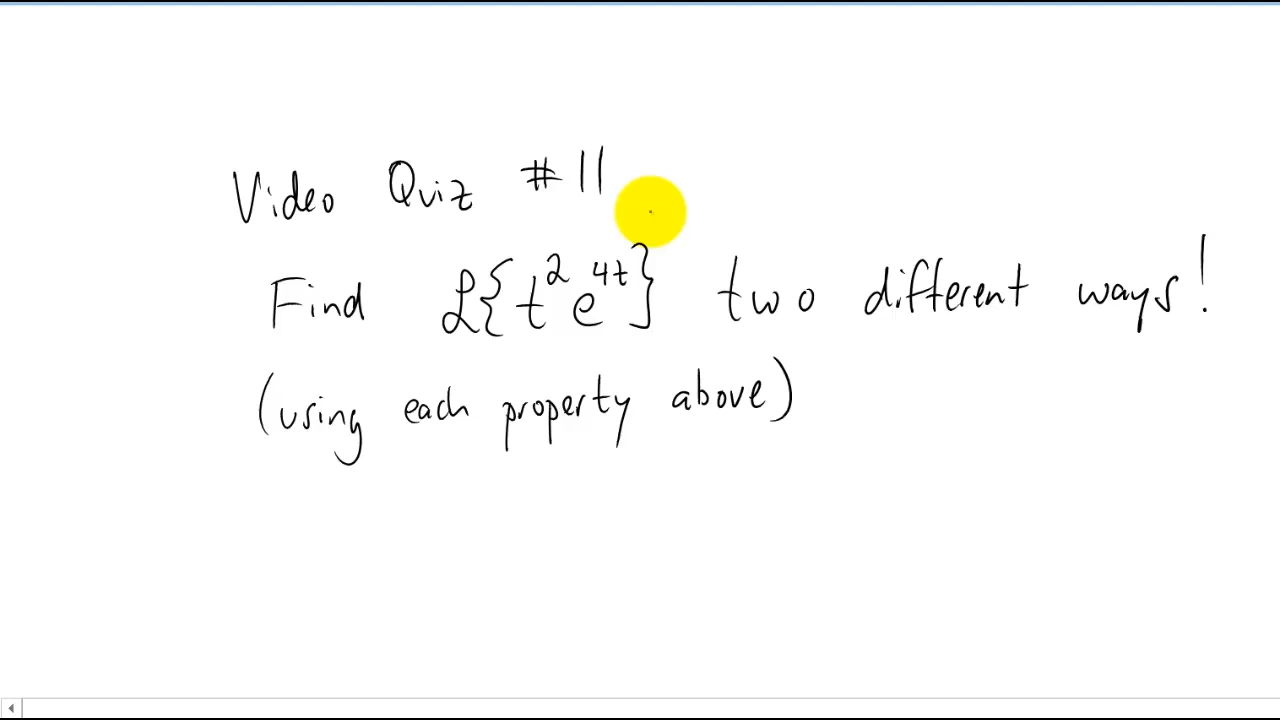 Video Quiz #11
Find ℒ{t²e⁴ᵗ} two different ways!
(using each property above)